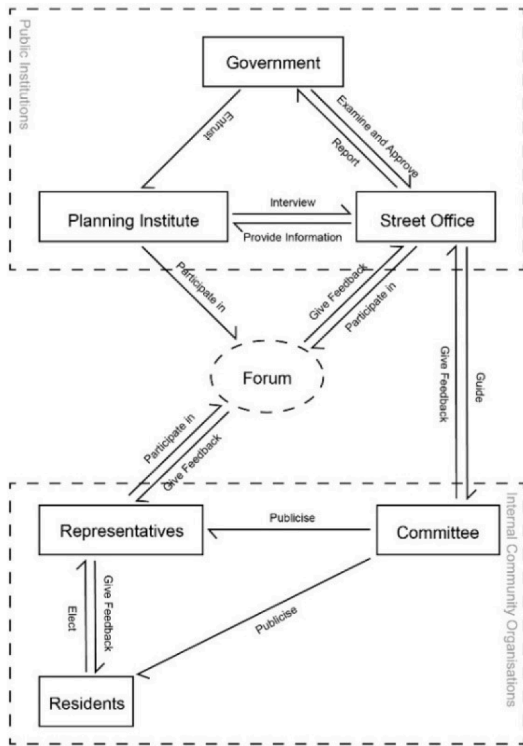 Public Institutions
Government
Entrust
Examine and Approve
Report
Planning Institute
Interview
Provide Information
Street Office
Participate in
Give Feedback
Participate in
Forum
Give Feedback
Guide
Participate in
Give Feedback
Representatives
Publicise
Committee
Internal Community Organisations
Elect
Give Feedback
Publicise
Residents